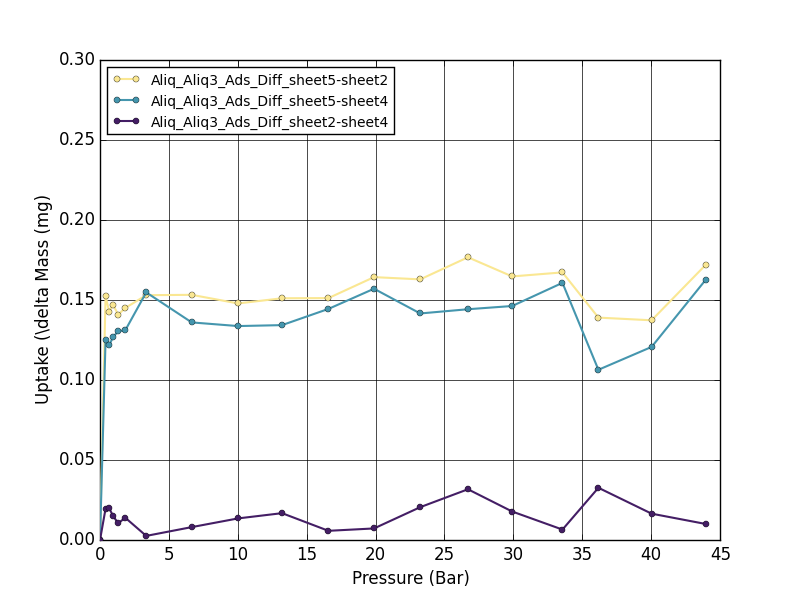 0.30
0.25
0.20
0.15
0.10
0.05
0.00
Uptake (\delta Mass (mg)
Aliq_Aliq3_Ads_Diff_sheet5-sheet2
Aliq_Aliq3_Ads_Diff_sheet5-sheet4
Aliq_Aliq3_Ads_Diff_sheet2-sheet4
0 5 10 15 20 25 30 35 40 45
Pressure (Bar)